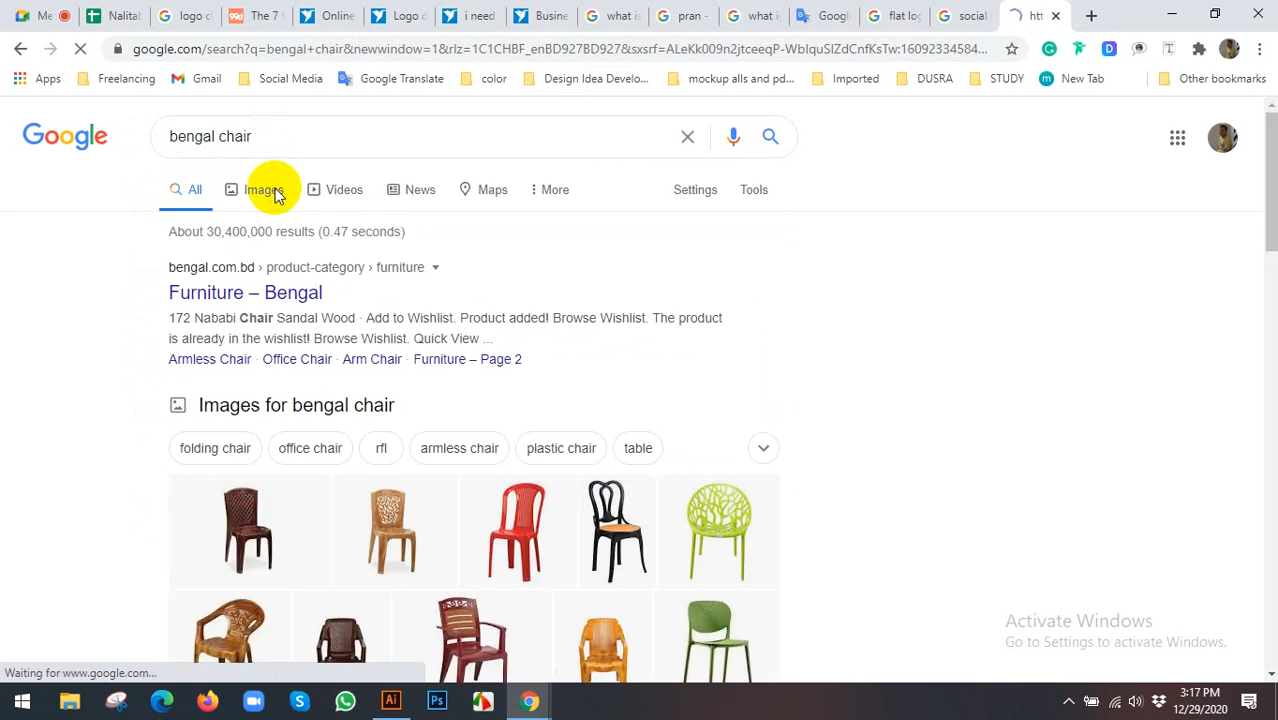 Me
Nalitab
logo cl
The 7 f
Online
Logo d
i need
Busine
what is
pran -
what is
Googl
flat log
social
htt
google.com/search?q=bengal+chair&newwindow=1&rlz=1C1CHBF_enBD927BD927&sxsrf=ALeKk009n2jtceeqP-WbIquSlZdCnfKsTw:16092334584...
Apps
Freelancing
Gmail
Social Media
Google Translate
color
Design Idea Develo...
mockup alls and pd...
Imported
DUSRA
STUDY
New Tab
Other bookmarks
Google
bengal chair
All
Images
Videos
News
Maps
More
Settings
Tools
About 30,400,000 results (0.47 seconds)
bengal.com.bd › product-category › furniture
Furniture – Bengal
172 Nababi Chair Sandal Wood · Add to Wishlist. Product added! Browse Wishlist. The product
is already in the wishlist! Browse Wishlist. Quick View ...
Armless Chair · Office Chair · Arm Chair · Furniture – Page 2
Images for bengal chair
folding chair
office chair
rfl
armless chair
plastic chair
table
Activate Windows
Go to Settings to activate Windows.
Waiting for www.google.com...
Ai
Ps
3:17 PM
12/29/2020